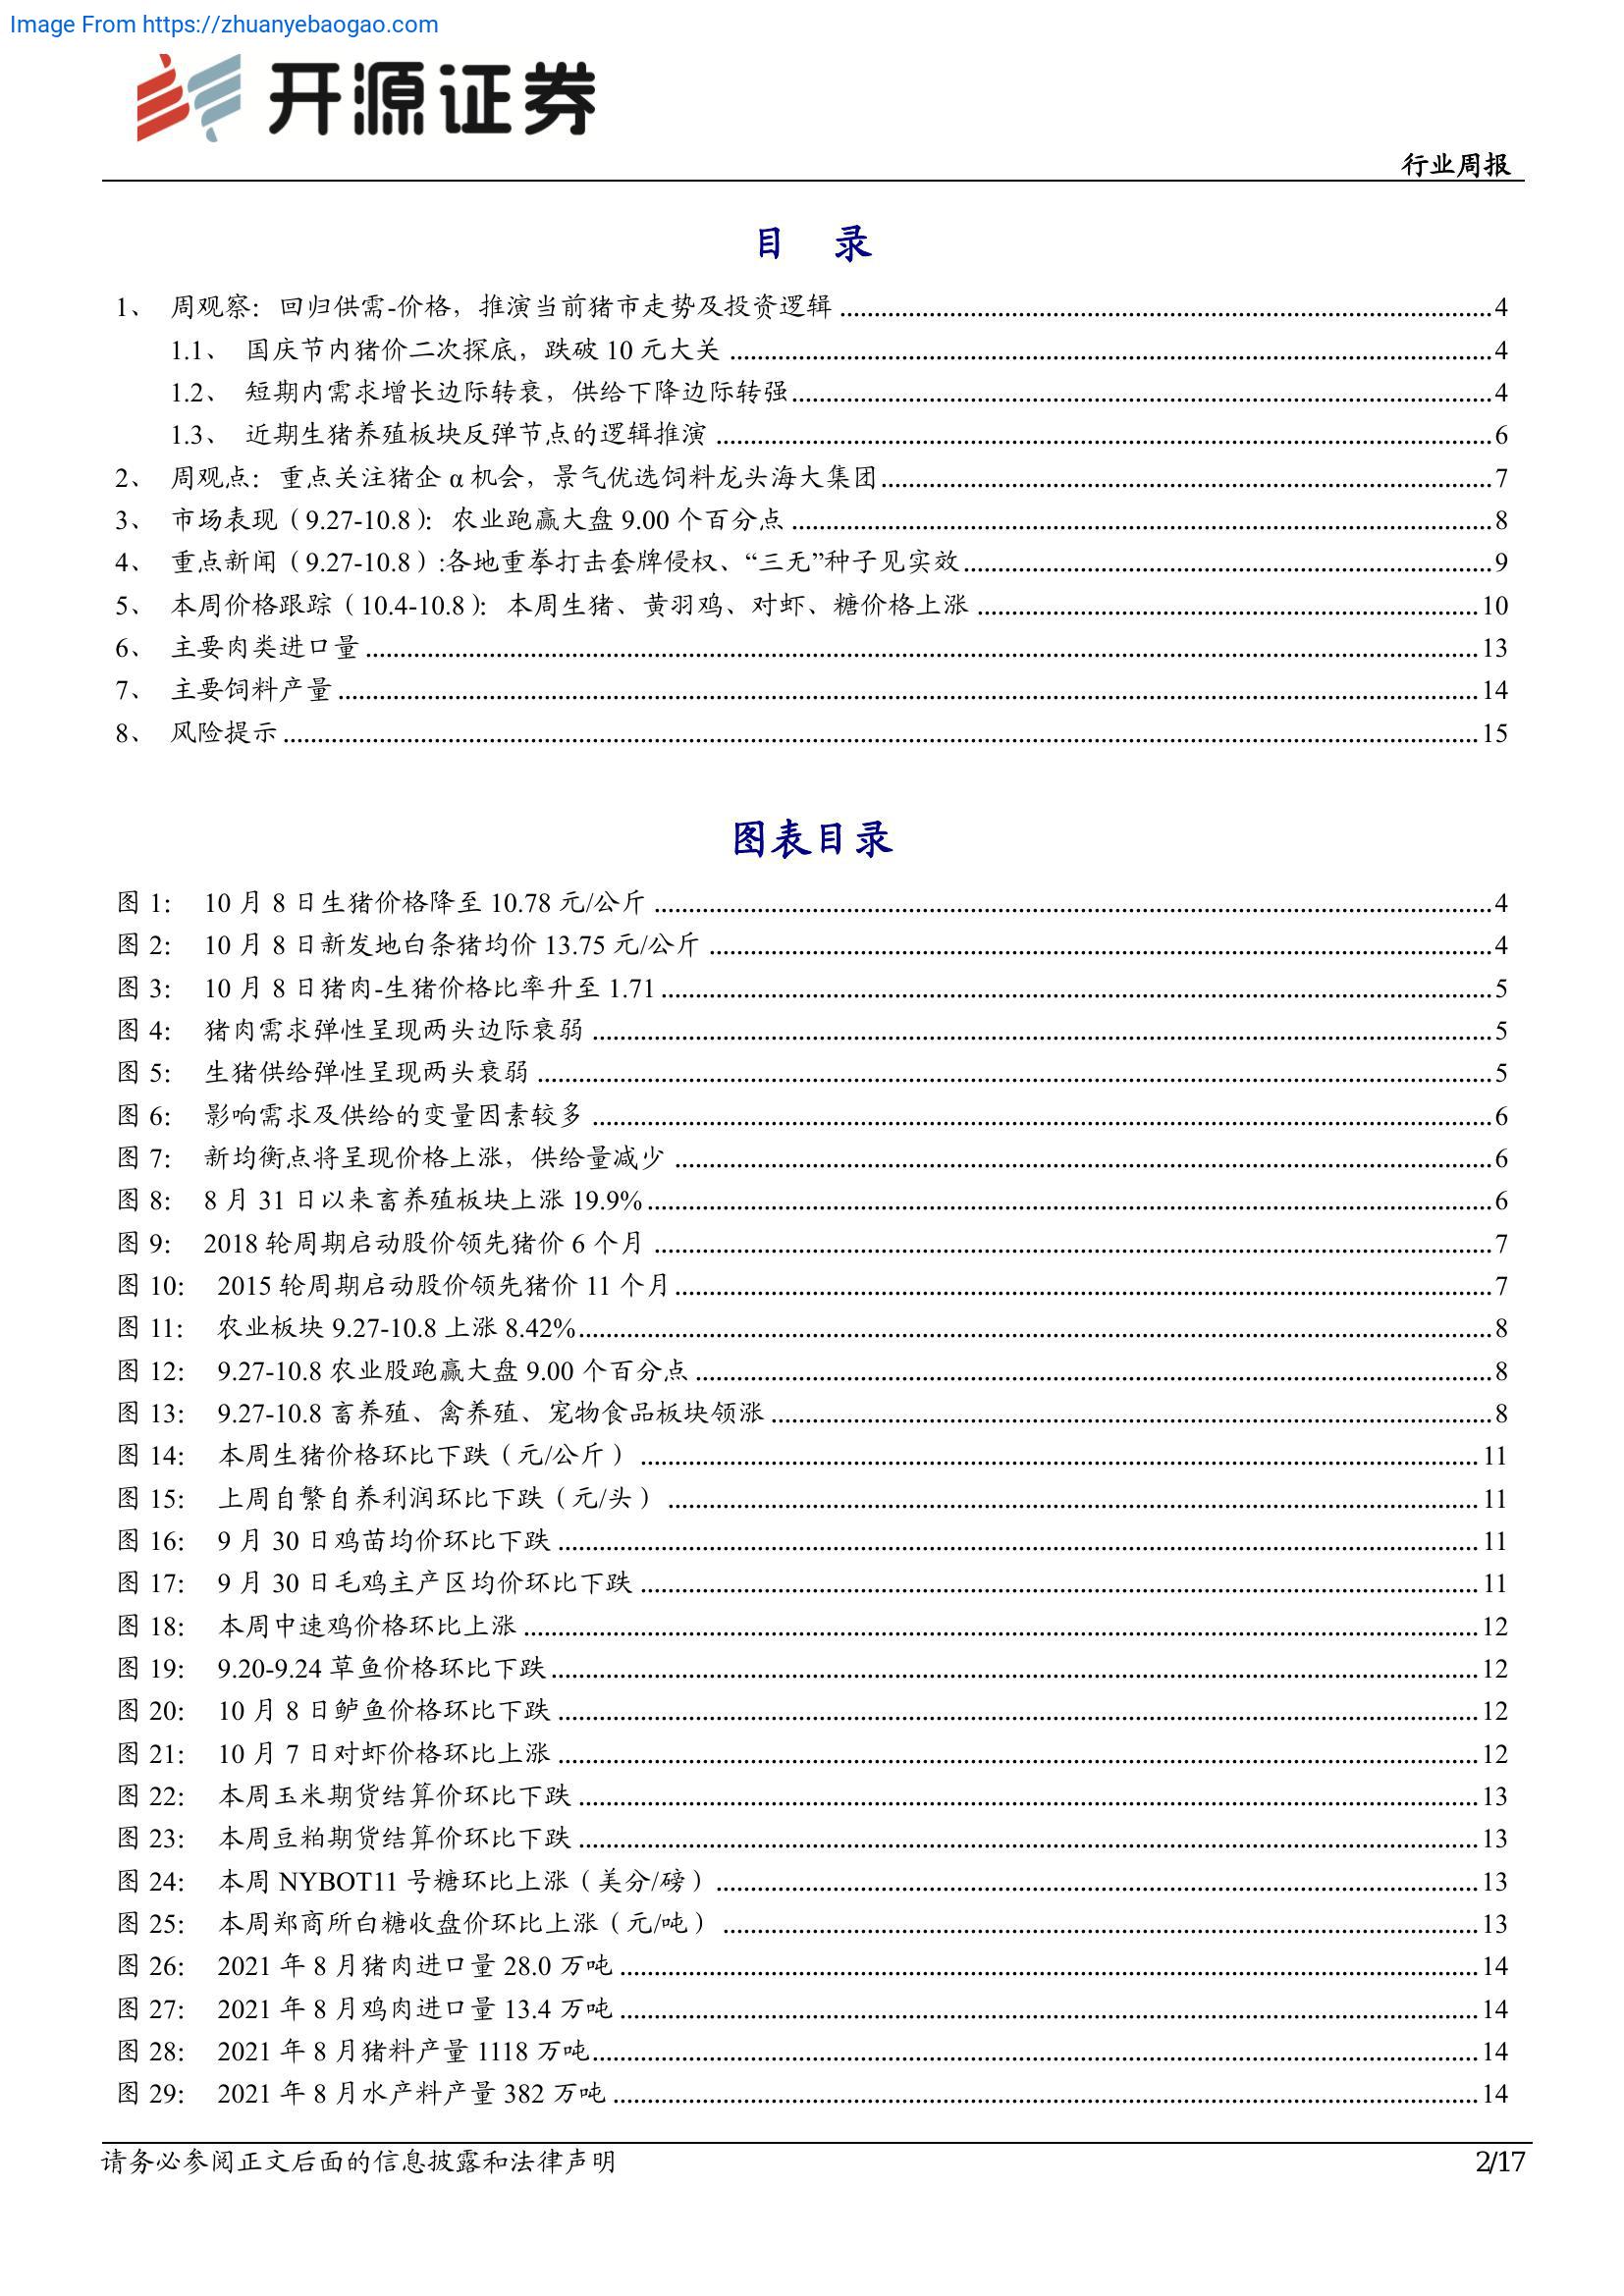 Image From https://zhuanyebaogao.com
开源证券
行业周报
目 录
1、 周观察：回归供需-价格，推演当前猪市走势及投资逻辑 4
1.1、 国庆节内猪价二次探底，跌破 10 元大关 4
1.2、 短期内需求增长边际转衰，供给下降边际转强 4
1.3、 近期生猪养殖板块反弹节点的逻辑推演 6
2、 周观点：重点关注猪企 α 机会，景气优选饲料龙头海大集团 7
3、 市场表现（9.27-10.8）：农业跑赢大盘 9.00 个百分点 8
4、 重点新闻（9.27-10.8）:各地重拳打击套牌侵权、“三无”种子见实效 9
5、 本周价格跟踪（10.4-10.8）：本周生猪、黄羽鸡、对虾、糖价格上涨 10
6、 主要肉类进口量 13
7、 主要饲料产量 14
8、 风险提示 15
图表目录
图 1： 10 月 8 日生猪价格降至 10.78 元/公斤 4
图 2： 10 月 8 日新发地白条猪均价 13.75 元/公斤 4
图 3： 10 月 8 日猪肉-生猪价格比率升至 1.71 5
图 4： 猪肉需求弹性呈现两头边际衰弱 5
图 5： 生猪供给弹性呈现两头衰弱 5
图 6： 影响需求及供给的变量因素较多 6
图 7： 新均衡点将呈现价格上涨，供给量减少 6
图 8： 8 月 31 日以来畜养殖板块上涨 19.9% 6
图 9： 2018 轮周期启动股价领先猪价 6 个月 7
图 10： 2015 轮周期启动股价领先猪价 11 个月 7
图 11： 农业板块 9.27-10.8 上涨 8.42% 8
图 12： 9.27-10.8 农业股跑赢大盘 9.00 个百分点 8
图 13： 9.27-10.8 畜养殖、禽养殖、宠物食品板块领涨 8
图 14： 本周生猪价格环比下跌（元/公斤） 11
图 15： 上周自繁自养利润环比下跌（元/头） 11
图 16： 9 月 30 日鸡苗均价环比下跌 11
图 17： 9 月 30 日毛鸡主产区均价环比下跌 11
图 18： 本周中速鸡价格环比上涨 12
图 19： 9.20-9.24 草鱼价格环比下跌 12
图 20： 10 月 8 日鲈鱼价格环比下跌 12
图 21： 10 月 7 日对虾价格环比上涨 12
图 22： 本周玉米期货结算价环比下跌 13
图 23： 本周豆粕期货结算价环比下跌 13
图 24： 本周 NYBOT11 号糖环比上涨（美分/磅） 13
图 25： 本周郑商所白糖收盘价环比上涨（元/吨） 13
图 26： 2021 年 8 月猪肉进口量 28.0 万吨 14
图 27： 2021 年 8 月鸡肉进口量 13.4 万吨 14
图 28： 2021 年 8 月猪料产量 1118 万吨 14
图 29： 2021 年 8 月水产料产量 382 万吨 14
请务必参阅正文后面的信息披露和法律声明 2/17